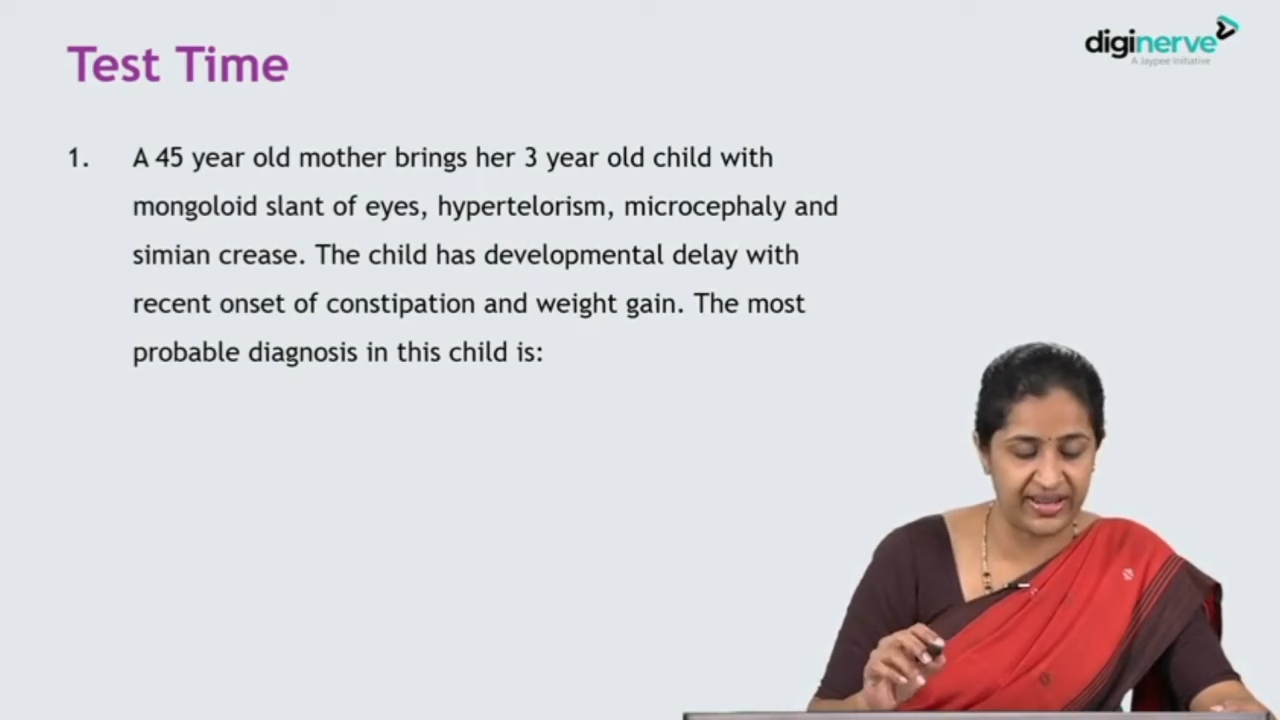 Test Time
diginerve
A Jaypee Initiative
1. A 45 year old mother brings her 3 year old child with
mongoloid slant of eyes, hypertelorism, microcephaly and
simian crease. The child has developmental delay with
recent onset of constipation and weight gain. The most
probable diagnosis in this child is: